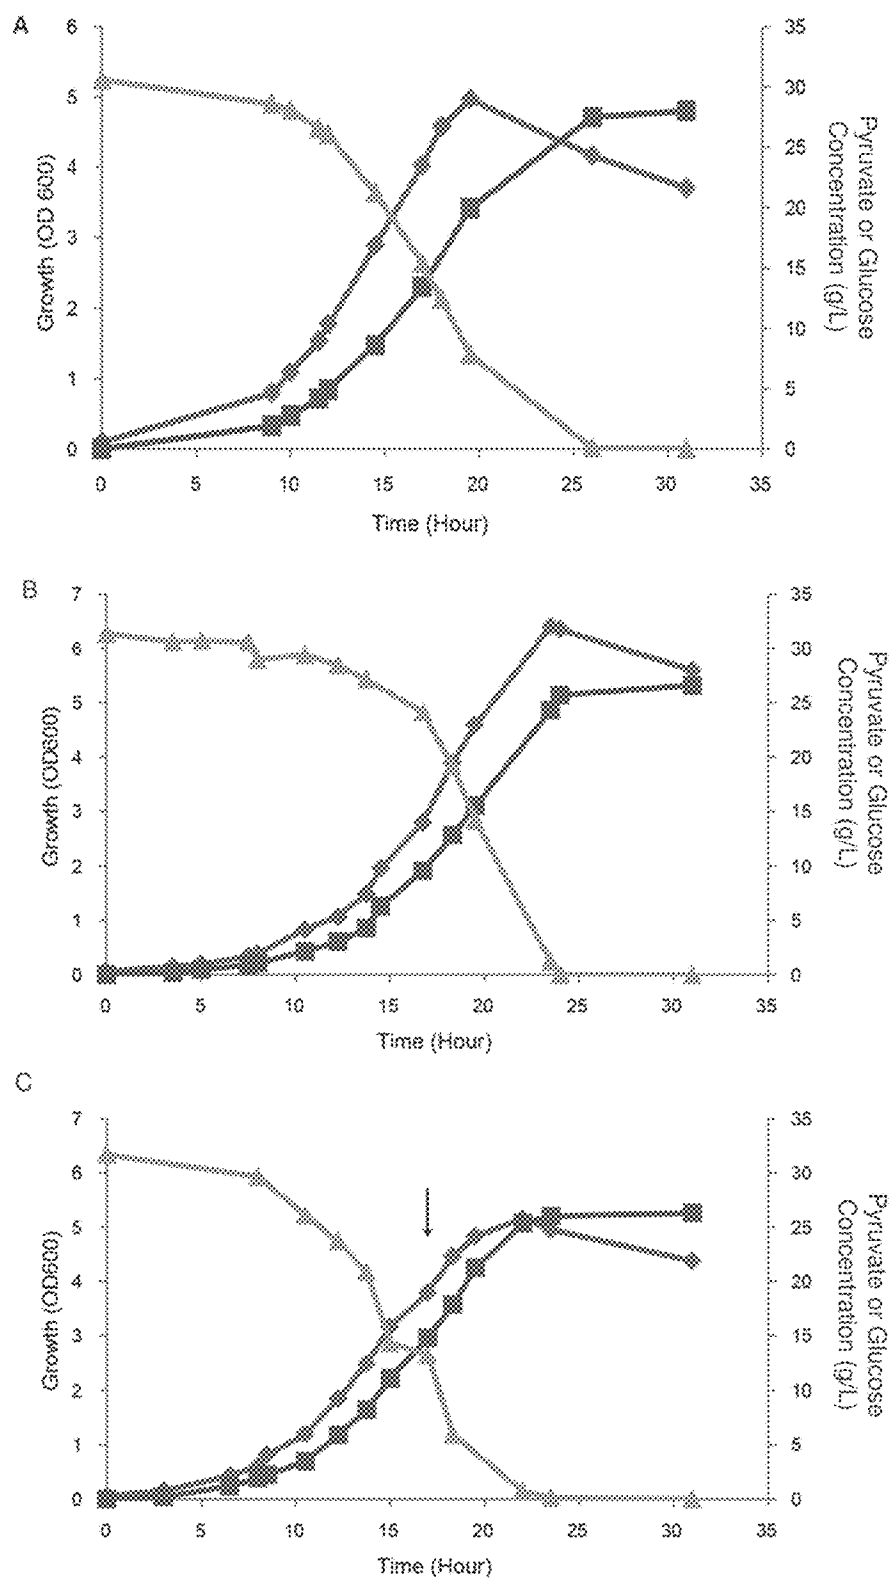 A
6
5
4
3
2
1
0
Growth (OD 600)
35
30
25
20
15
10
5
0
Pyruvate or Glucose
Concentration (g/L)
0 5 10 15 20 25 30 35
Time (Hour)
B
7
6
5
4
3
2
1
0
Growth (OD600)
35
30
25
20
15
10
5
0
Pyruvate or Glucose
Concentration (g/L)
0 5 10 15 20 25 30 35
Time (Hour)
C
7
6
5
4
3
2
1
0
Growth (OD600)
35
30
25
20
15
10
5
0
Pyruvate or Glucose
Concentration (g/L)
0 5 10 15 20 25 30 35
Time (Hour)